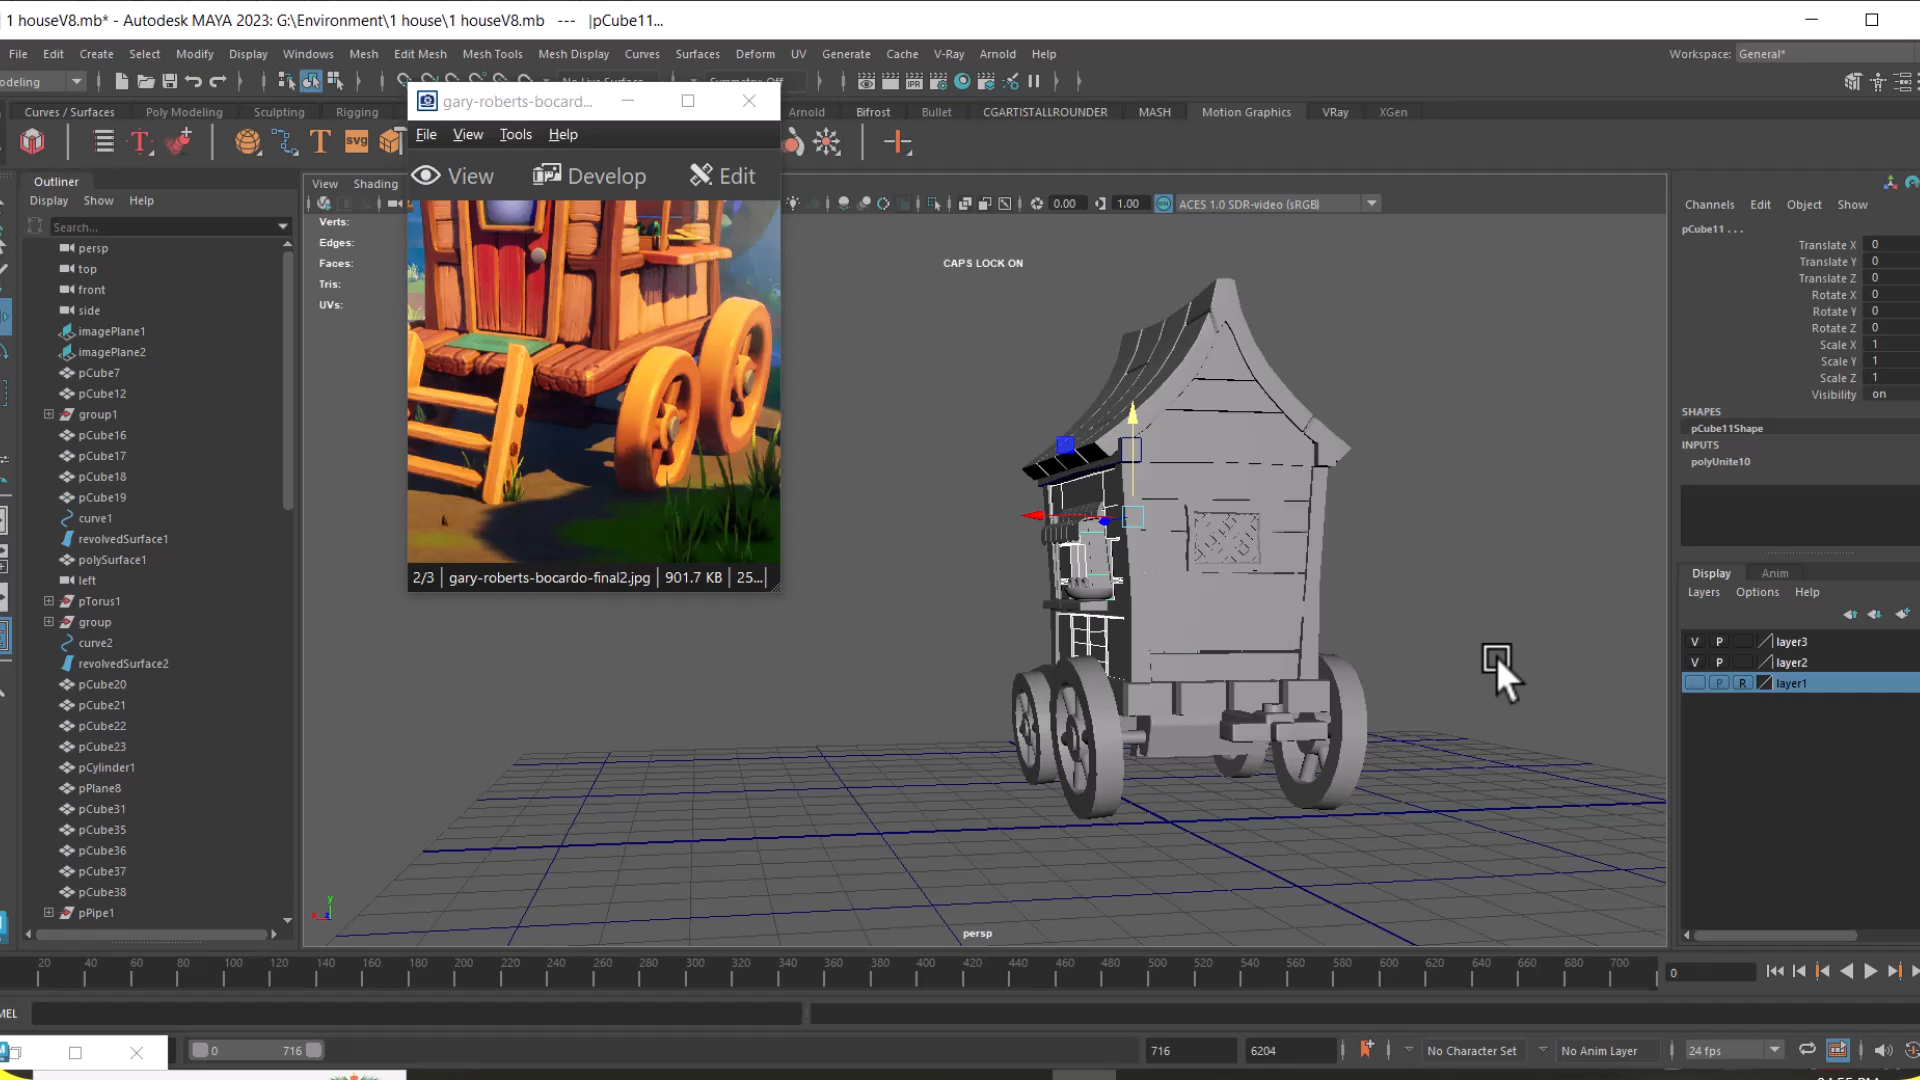 1 houseV8.mb* - Autodesk MAYA 2023: G:\Environment\1 house\1 houseV8.mb --- |pCube11...
File Edit Create Select Modify Display Windows Mesh Edit Mesh Mesh Tools Mesh Display Curves Surfaces Deform UV Generate Cache V-Ray Arnold Help
Workspace: General*
odeling
Curves / Surfaces Poly Modeling Sculpting Rigging
Arnold Bifrost Bullet CGARTISTALLROUNDER MASH Motion Graphics VRay XGen
gary-roberts-bocard...
File View Tools Help
View Develop Edit
2/3 gary-roberts-bocardo-final2.jpg 901.7 KB 25...
Outliner
Display Show Help
Search...
persp
top
front
side
imagePlane1
imagePlane2
pCube7
pCube12
group1
pCube16
pCube17
pCube18
pCube19
curve1
revolvedSurface1
polySurface1
left
pTorus1
group
curve2
revolvedSurface2
pCube20
pCube21
pCube22
pCube23
pCylinder1
pPlane8
pCube31
pCube35
pCube36
pCube37
pCube38
pPipe1
View Shading
0.00 1.00 ON ACES 1.0 SDR-video (sRGB)
Verts:
Edges:
Faces:
Tris:
UVs:
CAPS LOCK ON
persp
Channels Edit Object Show
pCube11 . . .
Translate X 0
Translate Y 0
Translate Z 0
Rotate X 0
Rotate Y 0
Rotate Z 0
Scale X 1
Scale Y 1
Scale Z 1
Visibility on
SHAPES
pCube11Shape
INPUTS
polyUnite10
Display Anim
Layers Options Help
V P layer3
V P layer2
P R layer1
20 40 60 80 100 120 140 160 180 200 220 240 260 280 300 320 340 360 380 400 420 440 460 480 500 520 540 560 580 600 620 640 660 680 700
0
MEL
0 716
716 6204
No Character Set No Anim Layer 24 fps